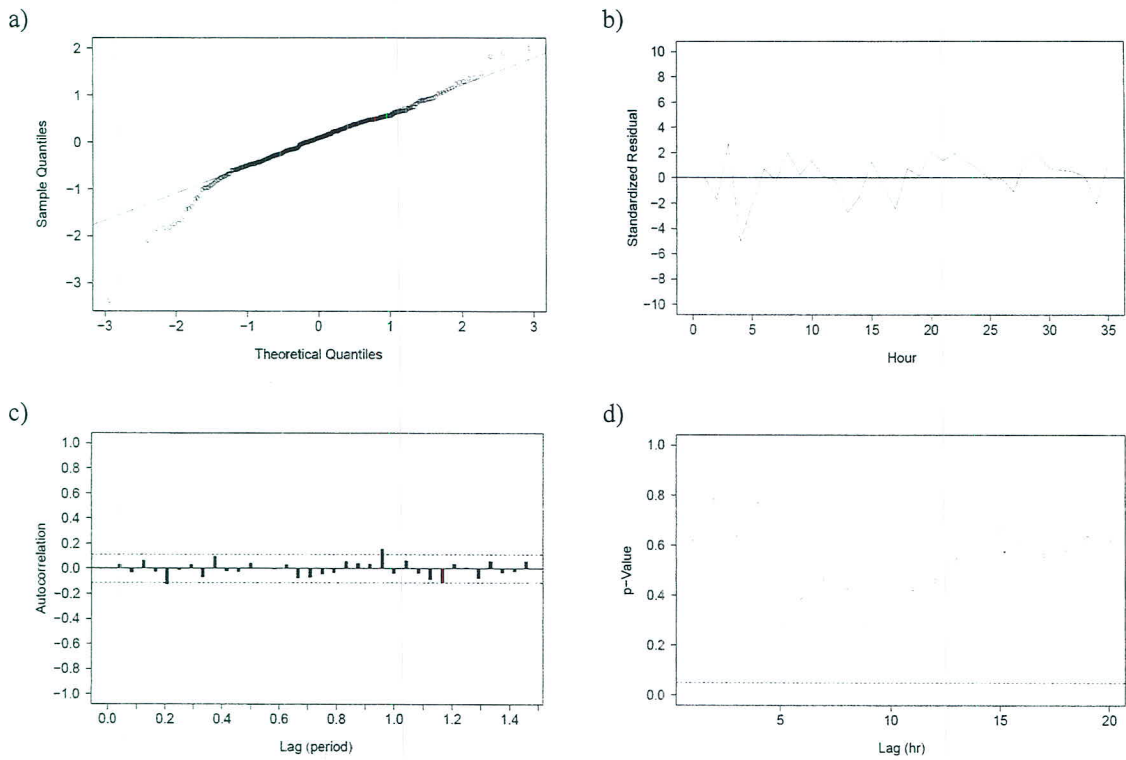 a)
2
1
0
−1
−2
−3
Sample Quantiles
−3 −2 −1 0 1 2 3
Theoretical Quantiles
b)
10
8
6
4
2
0
−2
−4
−6
−8
−10
Standardized Residual
0 5 10 15 20 25 30 35
Hour
c)
1.0
0.8
0.6
0.4
0.2
0.0
−0.2
−0.4
−0.6
−0.8
−1.0
Autocorrelation
0.0 0.2 0.4 0.6 0.8 1.0 1.2 1.4
Lag (period)
d)
1.0
0.8
0.6
0.4
0.2
0.0
p−Value
5 10 15 20
Lag (hr)